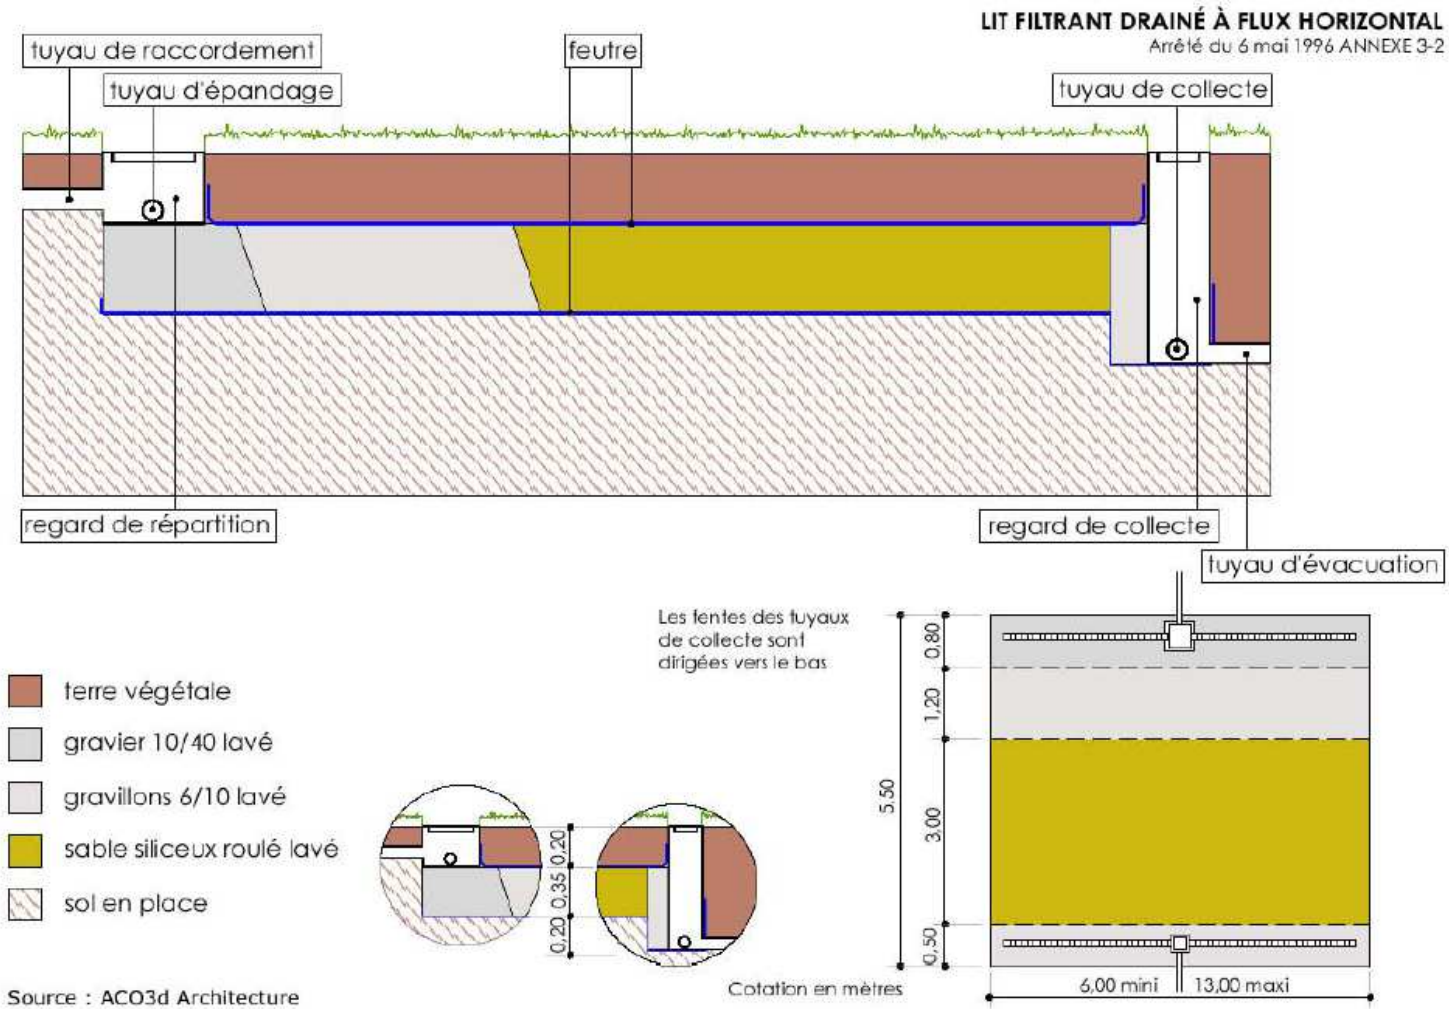 LIT FILTRANT DRAINÉ À FLUX HORIZONTAL
Arrêté du 6 mai 1996 ANNEXE 3-2
tuyau de raccordement
feutre
tuyau d'épandage
tuyau de collecte
regard de répartition
regard de collecte
tuyau d'évacuation
Les fentes des tuyaux
de collecte sont
dirigées vers le bas
terre végétale
gravier 10/40 lavé
gravillons 6/10 lavé
sable siliceux roulé lavé
sol en place
0,20
0,35
0,20
0,80
1,20
3,00
0,50
5.50
6,00 mini
13,00 maxi
Cotation en mètres
Source : ACO3d Architecture